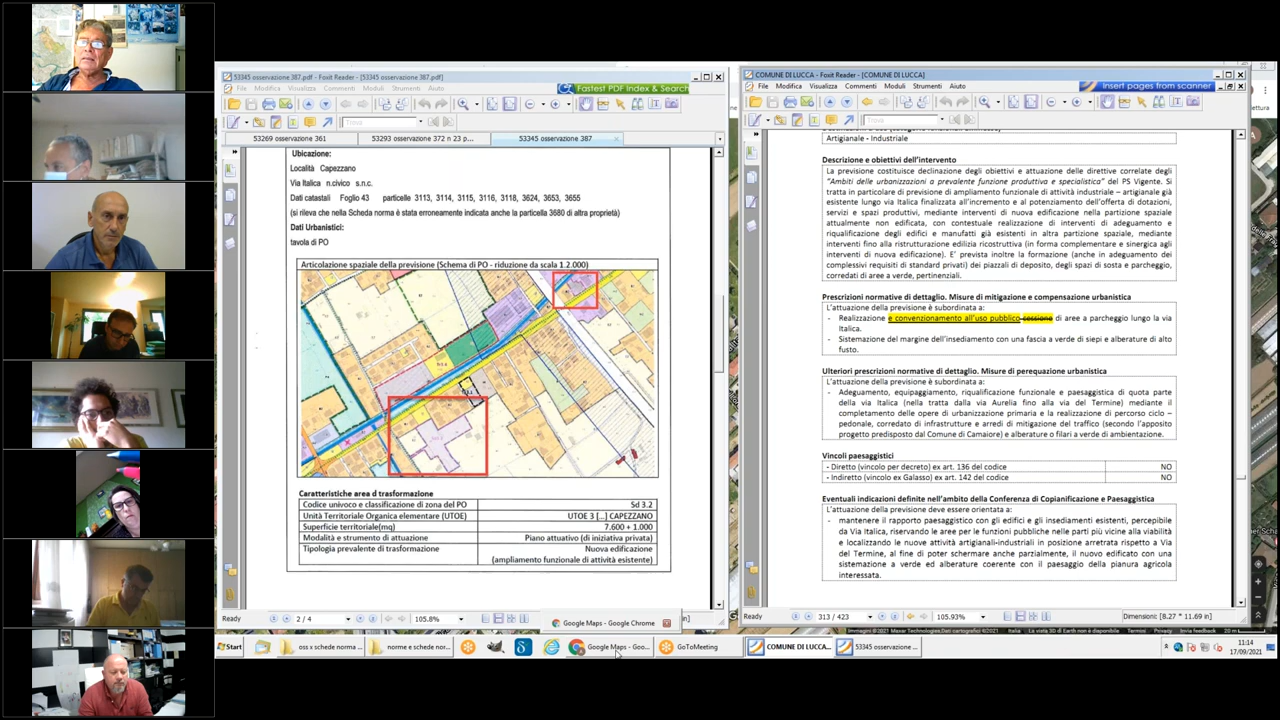 53345 osservazione 387.pdf - Foxit Reader - [53345 osservazione 387.pdf]
File Modifica Visualizza Commenti Moduli Strumenti Aiuto
Fastest PDF Index & Search
Trova
53269 osservazione 361 53293 osservazione 372 n 23 p... 53345 osservazione 387
Ubicazione:
Località Capezzano
Via Italica n.civico s.n.c.
Dati catastali Foglio 43 particelle 3113, 3114, 3115, 3116, 3118, 3624, 3653, 3655
(si rileva che nella Scheda norma è stata erroneamente indicata anche la particella 3680 di altra proprietà)
Dati Urbanistici:
tavola di PO
Articolazione spaziale della previsione (Schema di PO - riduzione da scala 1.2.000)
Caratteristiche area d trasformazione
Codice univoco e classificazione di zona del PO Sd 3.2
Unità Territoriale Organica elementare (UTOE) UTOE 3 [...] CAPEZZANO
Superficie territoriale(mq) 7.600 + 1.000
Modalità e strumento di attuazione Piano attuativo (di iniziativa privata)
Tipologia prevalente di trasformazione Nuova edificazione
(ampliamento funzionale di attività esistente)
Ready 2 / 4 105.8%
Google Maps - Google Chrome
COMUNE DI LUCCA - Foxit Reader - [COMUNE DI LUCCA]
File Modifica Visualizza Commenti Moduli Strumenti Aiuto
Insert pages from scanner
Trova
Artigianale - Industriale
Descrizione e obiettivi dell'intervento
La previsione costituisce declinazione degli obiettivi e attuazione delle direttive correlate degli
"Ambiti delle urbanizzazioni a prevalente funzione produttiva e specialistica" del PS Vigente. Si
tratta in particolare di previsione di ampliamento funzionale di attività industriale – artigianale già
esistente lungo via Italica finalizzata all'incremento e al potenziamento dell'offerta di dotazioni,
servizi e spazi produttivi, mediante interventi di nuova edificazione nella partizione spaziale
attualmente non edificata, con contestuale realizzazione di interventi di adeguamento e
riqualificazione degli edifici e manufatti già esistenti in altra partizione spaziale, mediante
interventi fino alla ristrutturazione edilizia ricostruttiva (in forma complementare e sinergica agli
interventi di nuova edificazione). E' prevista inoltre la formazione (anche in adeguamento dei
complessivi requisiti di standard privati) dei piazzali di deposito, degli spazi di sosta e parcheggio,
corredati di aree a verde, pertinenziali.
Prescrizioni normative di dettaglio. Misure di mitigazione e compensazione urbanistica
L'attuazione della previsione è subordinata a:
- Realizzazione e convenzionamento all'uso pubblico cessione di aree a parcheggio lungo la via
Italica.
- Sistemazione del margine dell'insediamento con una fascia a verde di siepi e alberature di alto
fusto.
Ulteriori prescrizioni normative di dettaglio. Misure di perequazione urbanistica
L'attuazione della previsione è subordinata a:
- Adeguamento, equipaggiamento, riqualificazione funzionale e paesaggistica di quota parte
della via Italica (nella tratta dalla via Aurelia fino alla via del Termine) mediante il
completamento delle opere di urbanizzazione primaria e la realizzazione di percorso ciclo –
pedonale, corredato di infrastrutture e arredi di mitigazione del traffico (secondo l'apposito
progetto predisposto dal Comune di Camaiore) e alberature o filari a verde di ambientazione.
Vincoli paesaggistici
- Diretto (vincolo per decreto) ex art. 136 del codice NO
- Indiretto (vincolo ex Galasso) ex art. 142 del codice NO
Eventuali indicazioni definite nell'ambito della Conferenza di Copianificazione e Paesaggistica
L'attuazione della previsione deve essere orientata a:
- mantenere il rapporto paesaggistico con gli edifici e gli insediamenti esistenti, percepibile
da Via Italica, riservando le aree per le funzioni pubbliche nelle parti più vicine alla viabilità
e localizzando le nuove attività artigianali-industriali in posizione arretrata rispetto a Via
del Termine, al fine di poter schermare anche parzialmente, il nuovo edificato con una
sistemazione a verde ed alberature coerente con il paesaggio della pianura agricola
interessata.
Ready 313 / 423 105.93% Dimensioni: [8.27 * 11.69 in]
Start oss x schede norma ... norme e schede nor... Google Maps - Goo... GoToMeeting COMUNE DI LUCCA... 53345 osservazione ... 11:14
17/09/2021